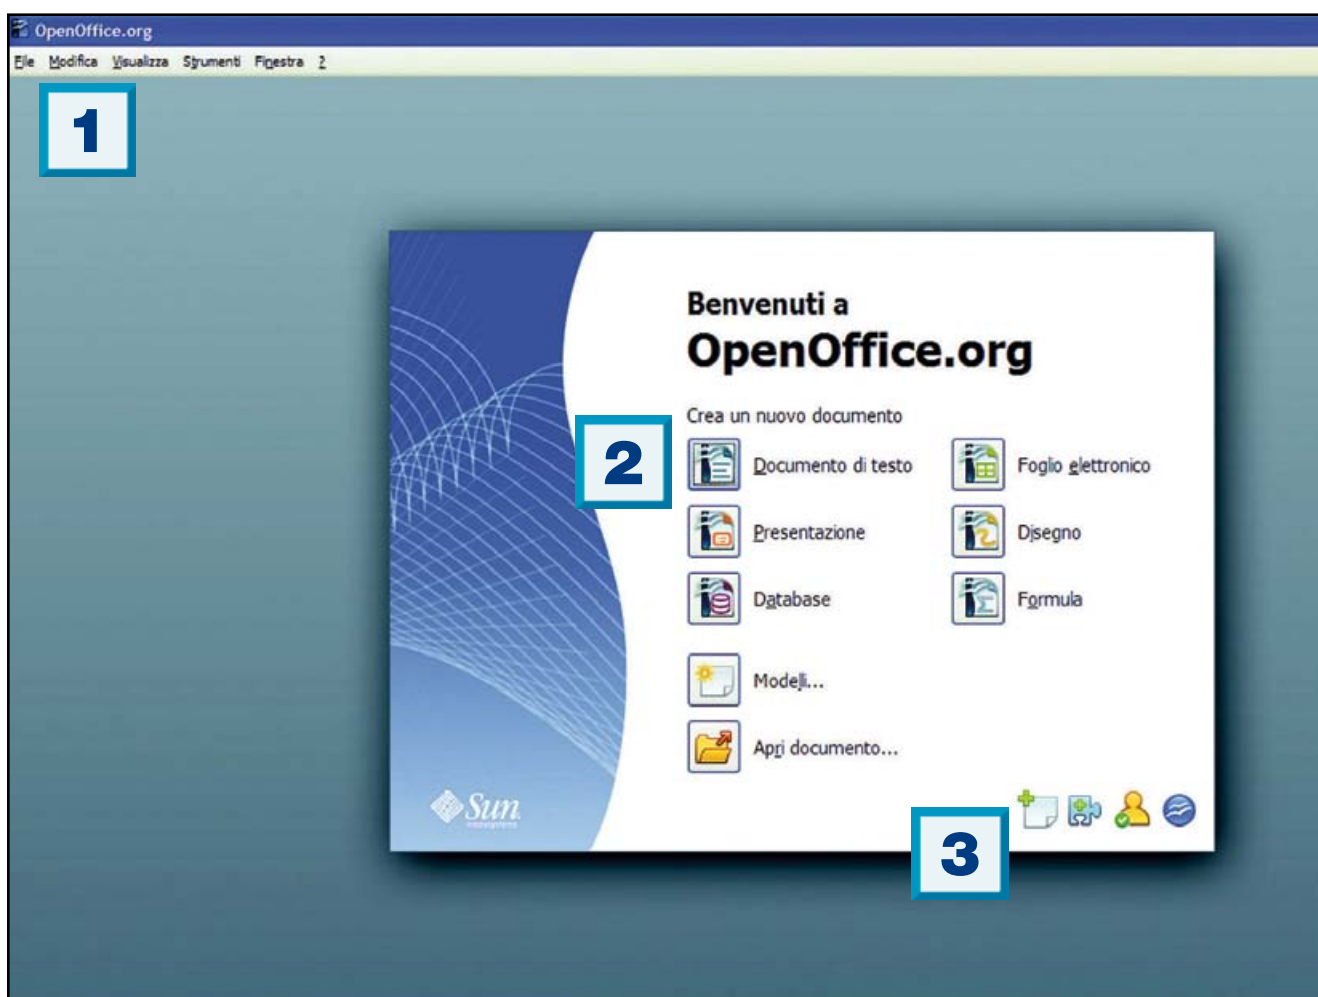 OpenOffice.org
File Modifica Visualizza Strumenti Finestra ?
1
Benvenuti a
OpenOffice.org
Crea un nuovo documento
2
Documento di testo Foglio elettronico
Presentazione Disegno
Database Formula
Modelli...
Apri documento...
Sun
3